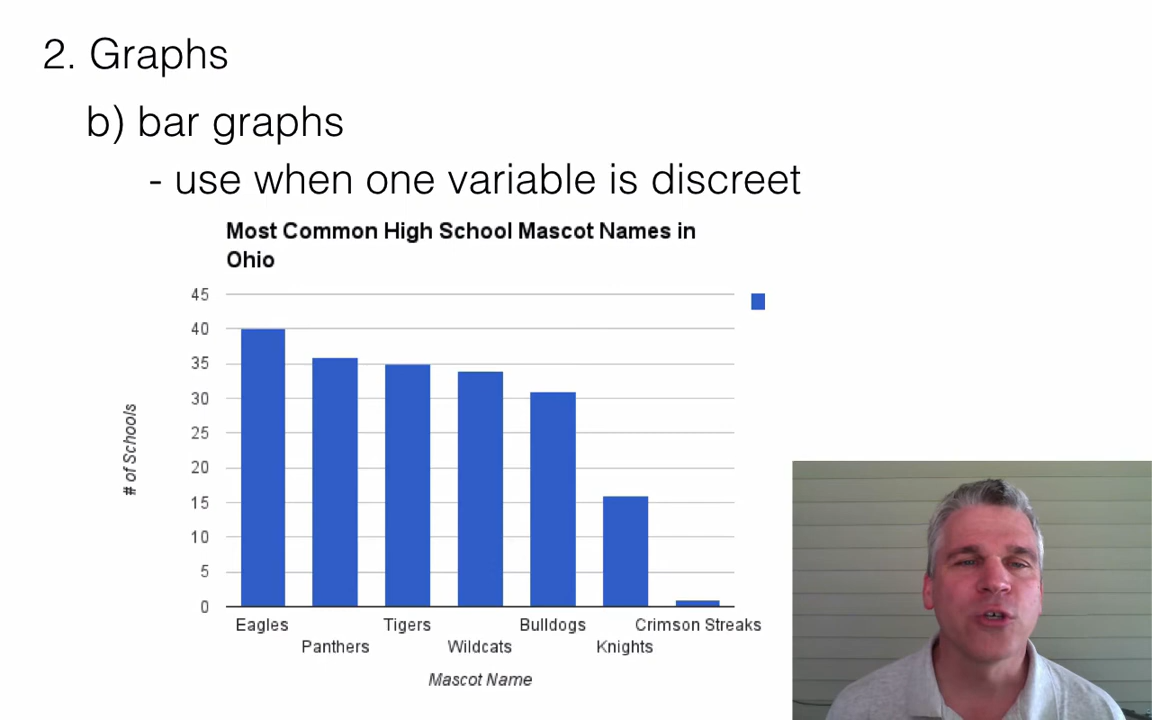 2. Graphs
b) bar graphs
- use when one variable is discreet
Most Common High School Mascot Names in
Ohio
45
40
35
30
25
20
15
10
5
0
# of Schools
Eagles
Panthers
Tigers
Wildcats
Bulldogs
Knights
Crimson Streaks
Mascot Name